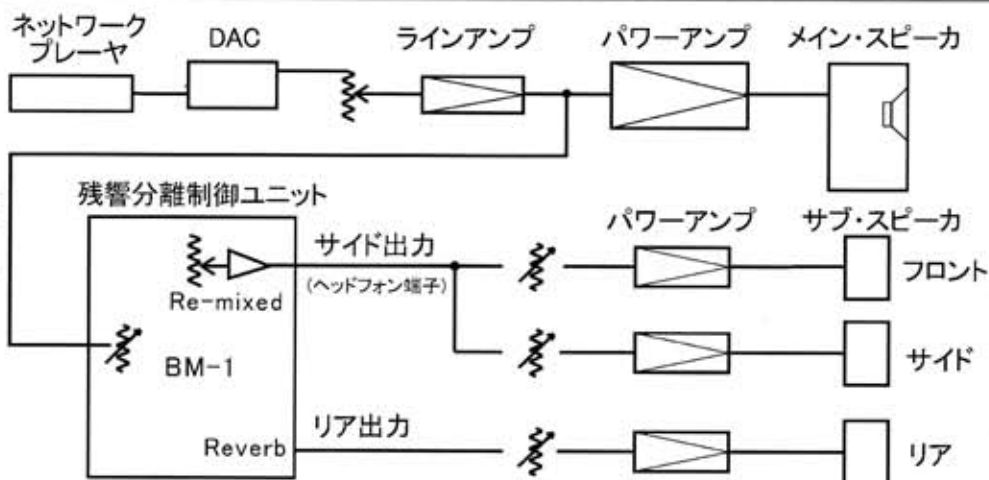 ネットワーク
プレーヤ
DAC
ラインアンプ
パワーアンプ
メイン・スピーカ
残響分離制御ユニット
サイド出力
(ヘッドフォン端子)
Re-mixed
BM-1
リア出力
Reverb
パワーアンプ
サブ・スピーカ
フロント
サイド
リア